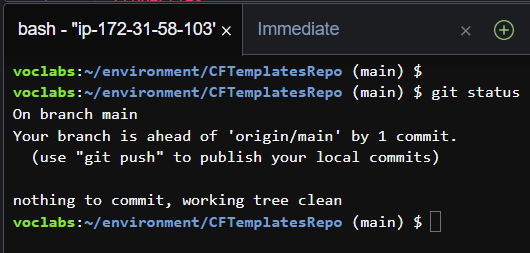 bash - "ip-172-31-58-103"
Immediate
voclabs:~/environment/CFTemplatesRepo (main) $
voclabs:~/environment/CFTemplatesRepo (main) $ git status
On branch main
Your branch is ahead of 'origin/main' by 1 commit.
  (use "git push" to publish your local commits)
nothing to commit, working tree clean
voclabs:~/environment/CFTemplatesRepo (main) $